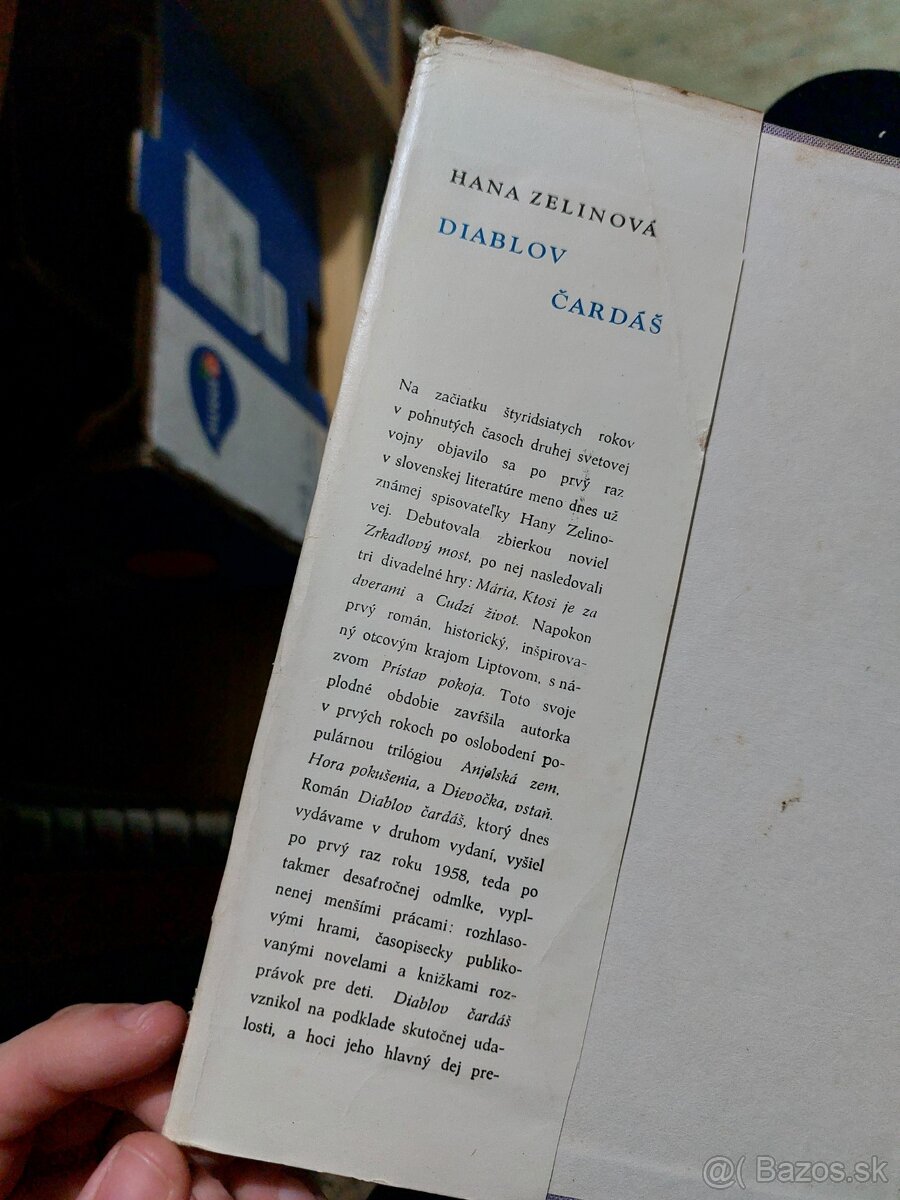 HANA ZELINOVÁ
DIABLOV
ČARDÁŠ
Na začiatku štyridsiatych rokov
v pohnutých časoch druhej svetovej
vojny objavilo sa po prvý raz
v slovenskej literatúre meno dnes už
známej spisovateľky Hany Zelino-
vej. Debutovala zbierkou noviel
Zrkadlový most, po nej nasledovali
tri divadelné hry: Mária, Ktosi je za
dverami a Cudzí život. Napokon
prvý román, historický, inšpirova-
ný otcovým krajom Liptovom, s ná-
zvom Prístav pokoja. Toto svoje
plodné obdobie zavŕšila autorka
v prvých rokoch po oslobodení po-
pulárnou trilógiou Anjelská zem,
Hora pokušenia, a Dievočka, vstaň.
Román Diablov čardáš, ktorý dnes
vydávame v druhom vydaní, vyšiel
po prvý raz roku 1958, teda po
takmer desaťročnej odmlke, vypl-
nenej menšími prácami: rozhlaso-
vými hrami, časopisecky publiko-
vanými novelami a knižkami roz-
právok pre deti. Diablov čardáš
vznikol na podklade skutočnej uda-
losti, a hoci jeho hlavný dej pre-
@( Bazos.sk